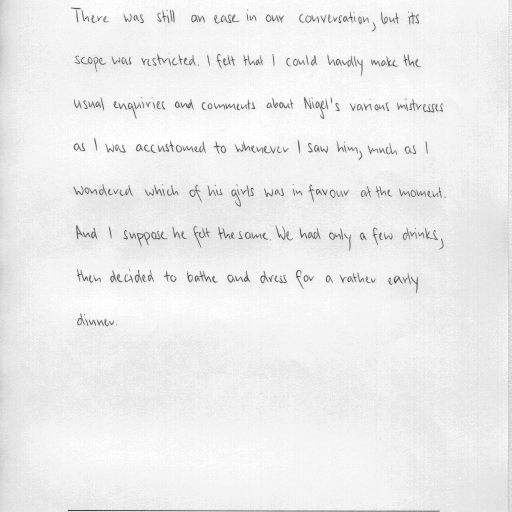 There was still an ease in our conversation, but its
scope was restricted. I felt that I could hardly make the
usual enquiries and comments about Nigel's various mistresses
as I was accustomed to whenever I saw him, much as I
wondered which of his girls was in favour at the moment.
And I suppose he felt the same. We had only a few drinks,
then decided to bathe and dress for a rather early
dinner.